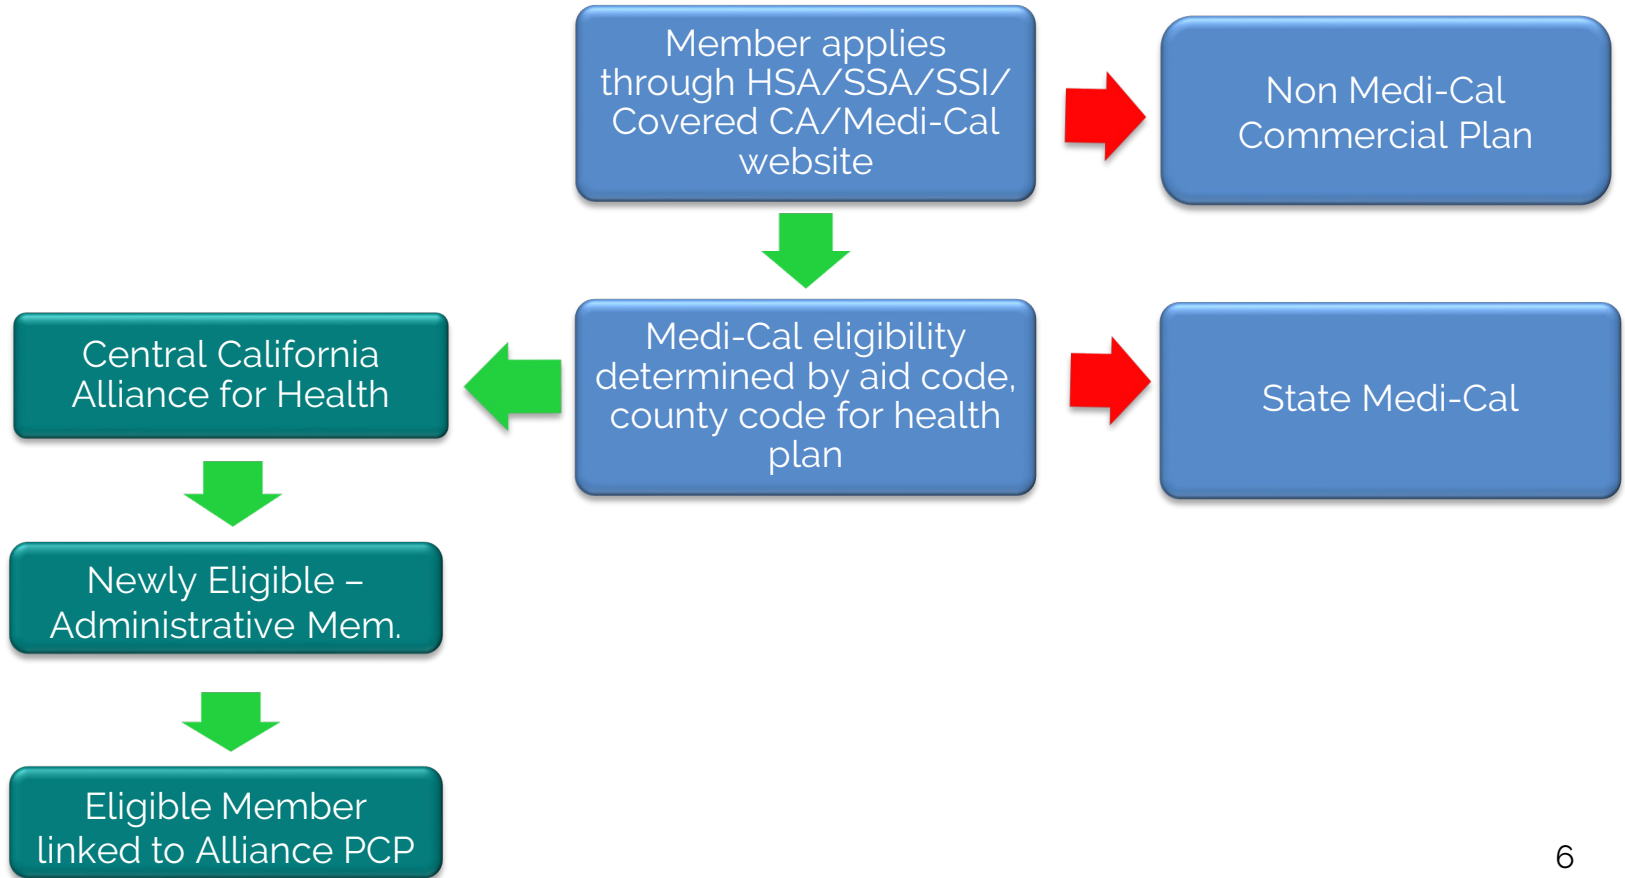 Member applies
through HSA/SSA/SSI/
Covered CA/Medi-Cal
website
Non Medi-Cal
Commercial Plan
Central California
Alliance for Health
Medi-Cal eligibility
determined by aid code,
county code for health
plan
State Medi-Cal
Newly Eligible –
Administrative Mem.
Eligible Member
linked to Alliance PCP
6